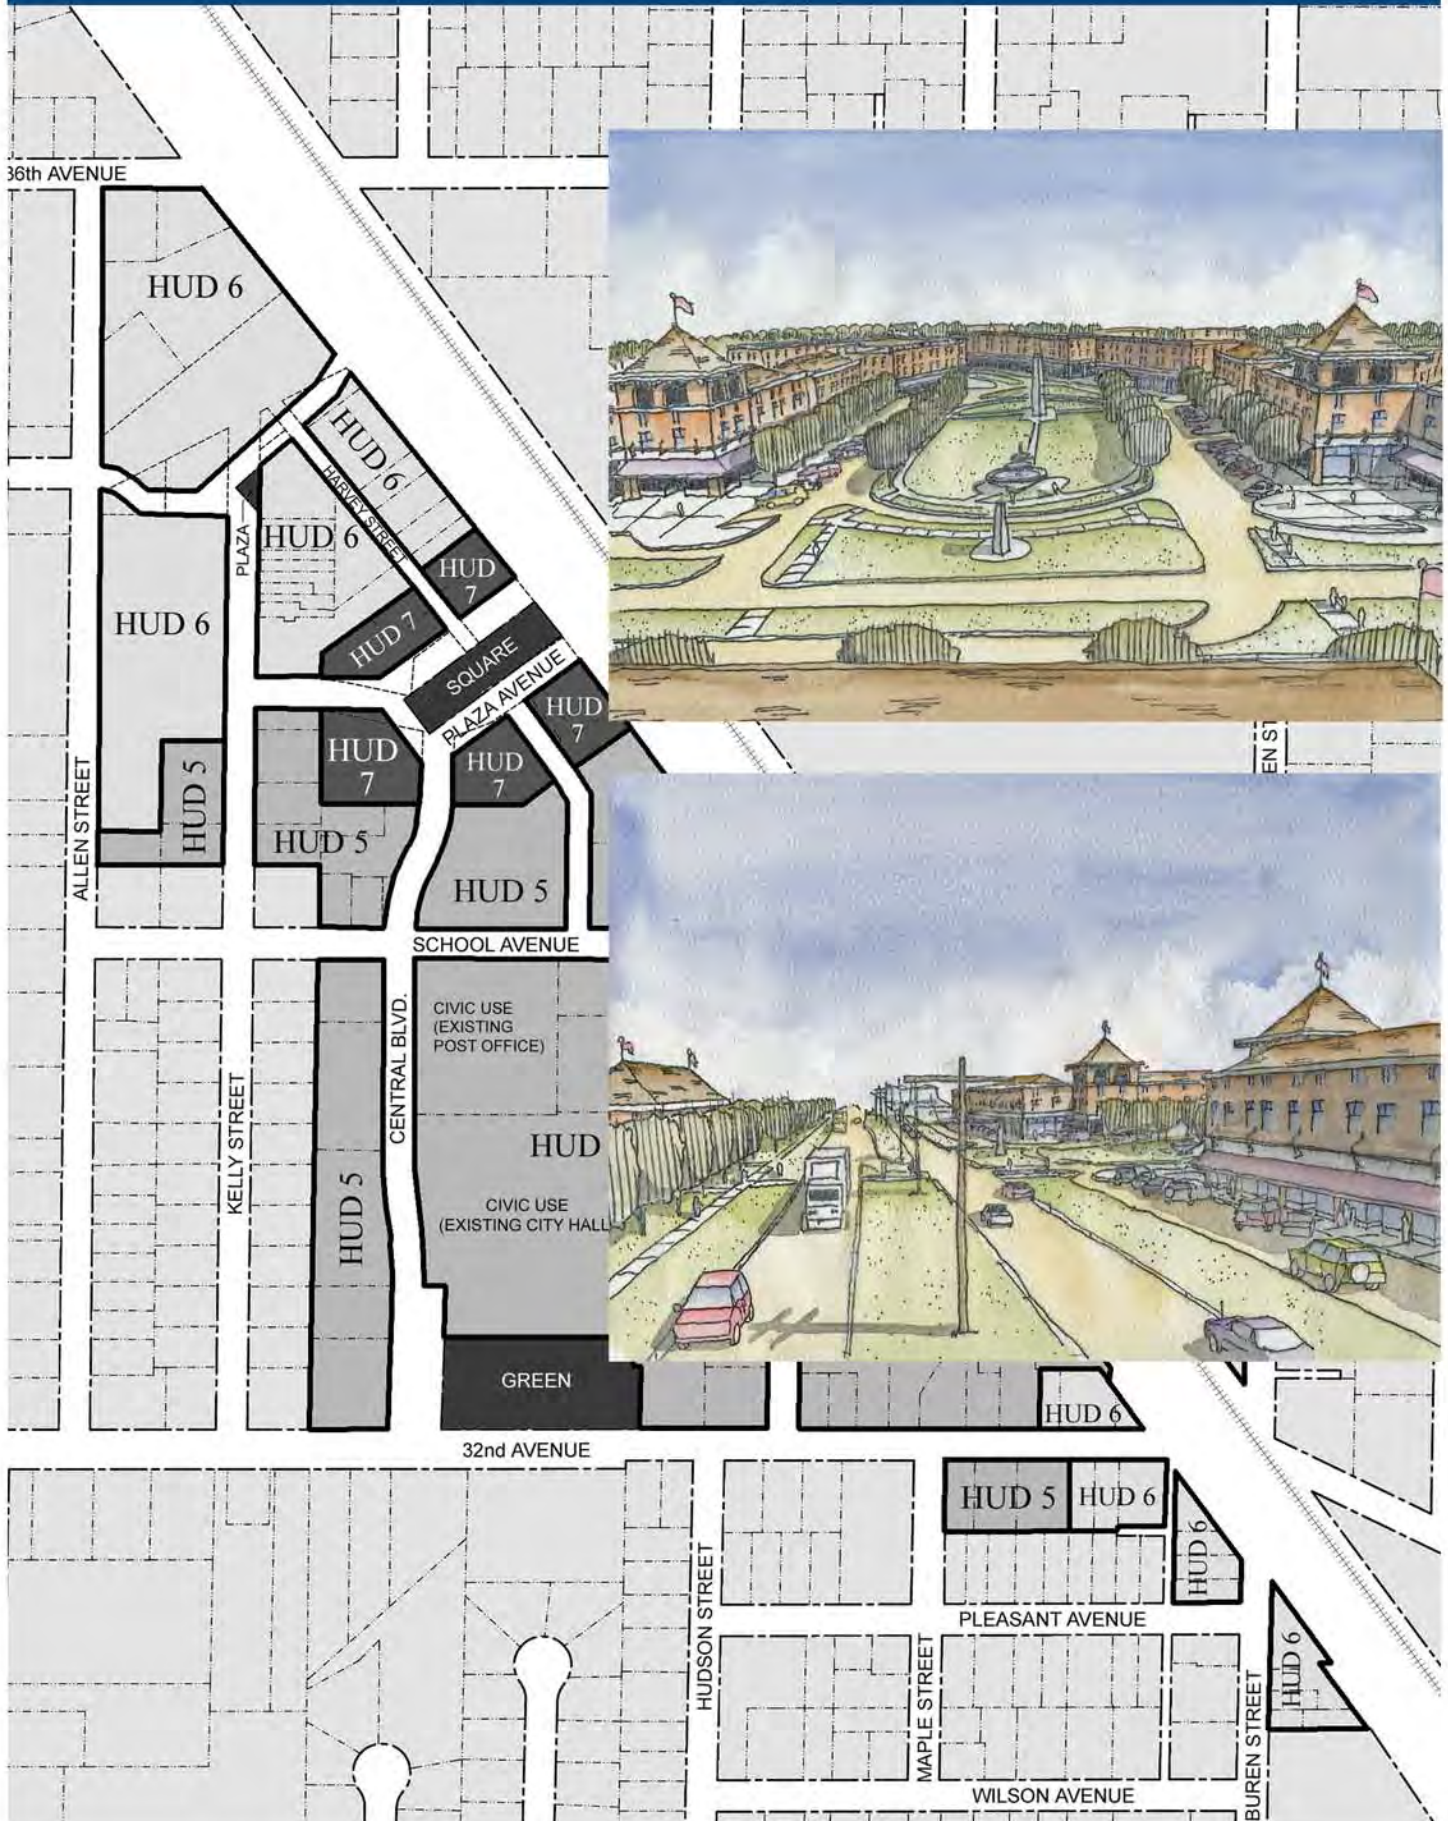 36th AVENUE
HUD 6
HUD 6
HARVEY STREET
PLAZA
HUD 6
HUD
7
HUD 6
HUD 7
SQUARE
PLAZA AVENUE
HUD
7
HUD
7
HUD
7
EN ST
ALLEN STREET
HUD 5
HUD 5
HUD 5
SCHOOL AVENUE
CIVIC USE
(EXISTING
POST OFFICE)
CENTRAL BLVD.
KELLY STREET
HUD
HUD 5
CIVIC USE
(EXISTING CITY HALL
GREEN
HUD 6
32nd AVENUE
HUD 5
HUD 6
HUD 6
HUDSON STREET
PLEASANT AVENUE
MAPLE STREET
HUD 6
BUREN STREET
WILSON AVENUE